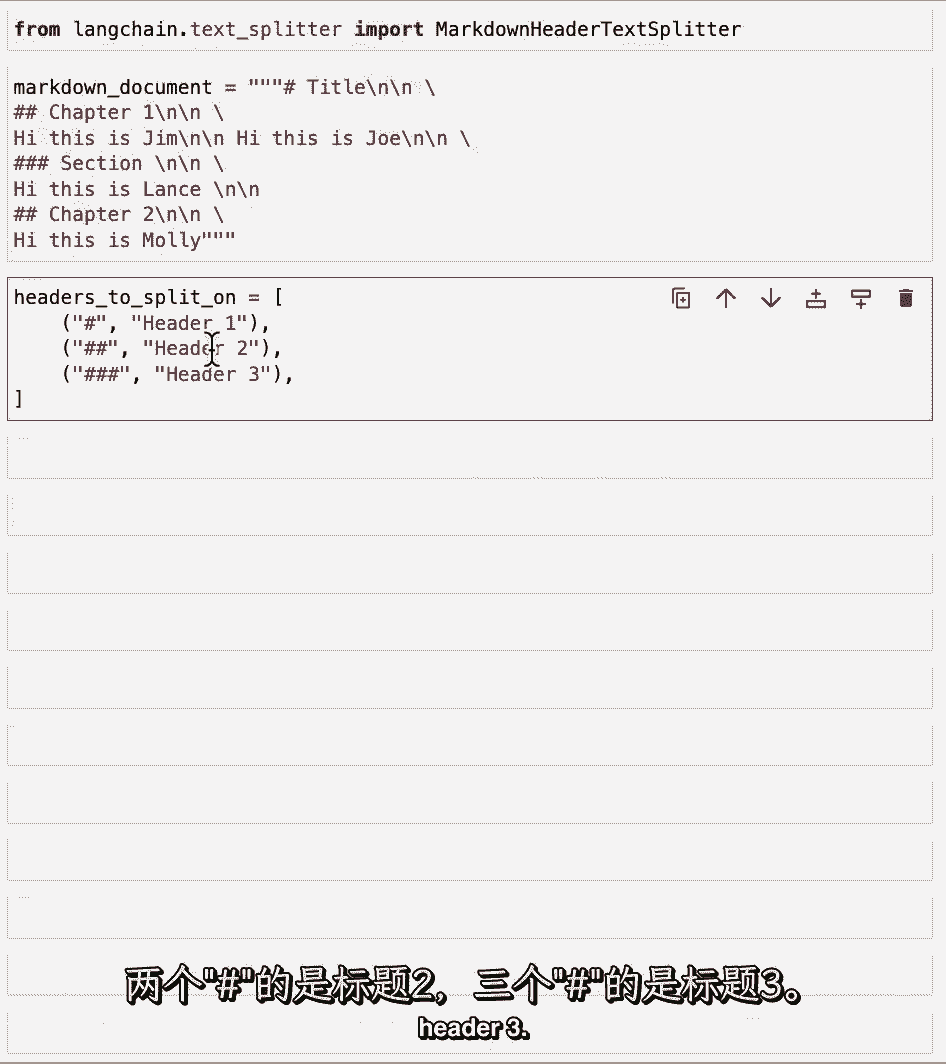 from langchain.text_splitter import MarkdownHeaderTextSplitter
markdown_document = """# Title\n\n \
## Chapter 1\n\n \
Hi this is Jim\n\n Hi this is Joe\n\n \
### Section \n\n \
Hi this is Lance \n\n
## Chapter 2\n\n \
Hi this is Molly"""
headers_to_split_on = [
    ("#", "Header 1"),
    ("##", "Header 2"),
    ("###", "Header 3"),
]
两个"#"的是标题2，三个"#"的是标题3。
header 3.